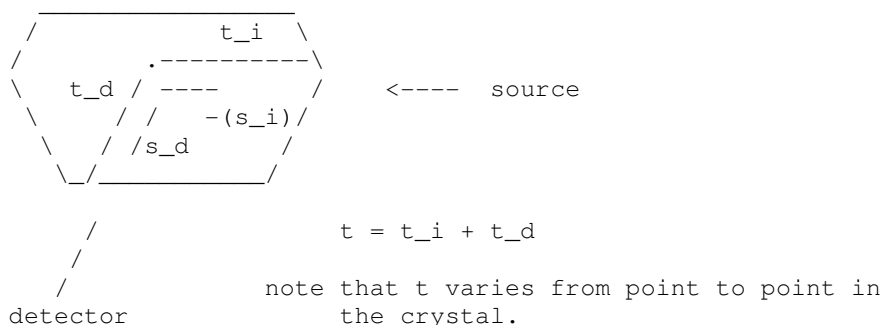 t_i
t_d
<---- source
-(s_i)
s_d
t = t_i + t_d
note that t varies from point to point in
detector the crystal.